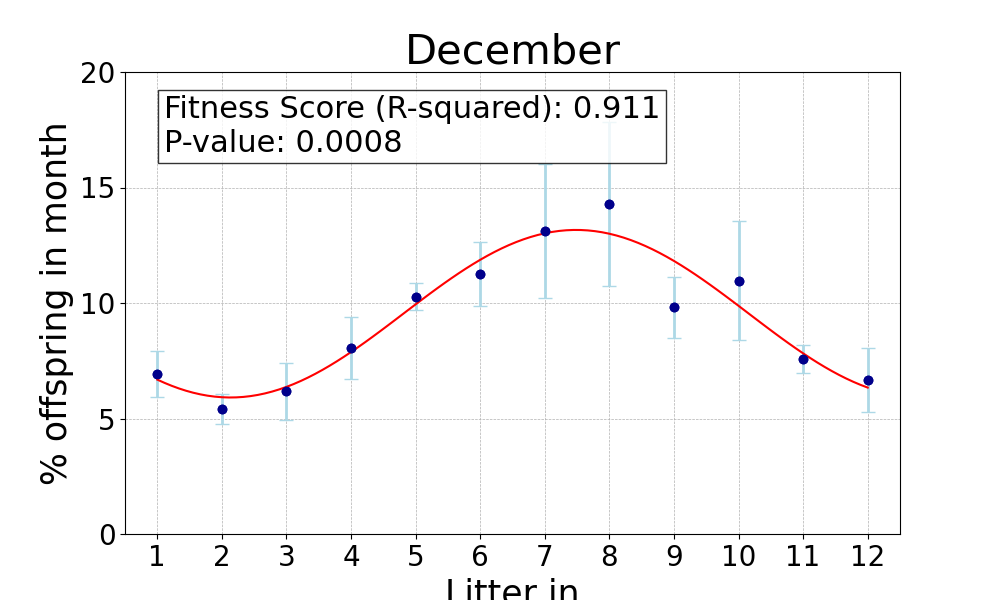 December
Fitness Score (R-squared): 0.911
P-value: 0.0008
% offspring in month
20
15
10
5
0
1 2 3 4 5 6 7 8 9 10 11 12
Litter in